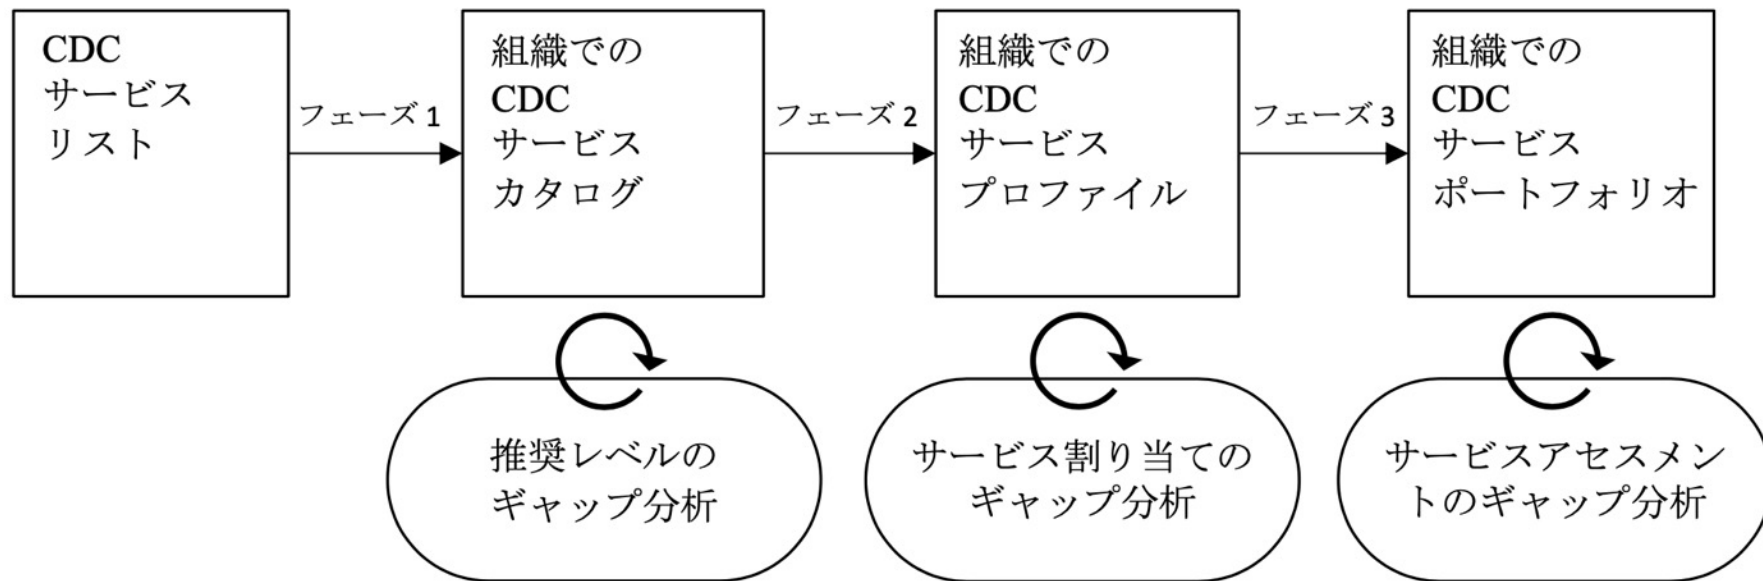 CDC
サービス
リスト
フェーズ 1
組織での
CDC
サービス
カタログ
フェーズ 2
組織での
CDC
サービス
プロファイル
フェーズ 3
組織での
CDC
サービス
ポートフォリオ
推奨レベルの
ギャップ分析
サービス割り当ての
ギャップ分析
サービスアセスメン
トのギャップ分析